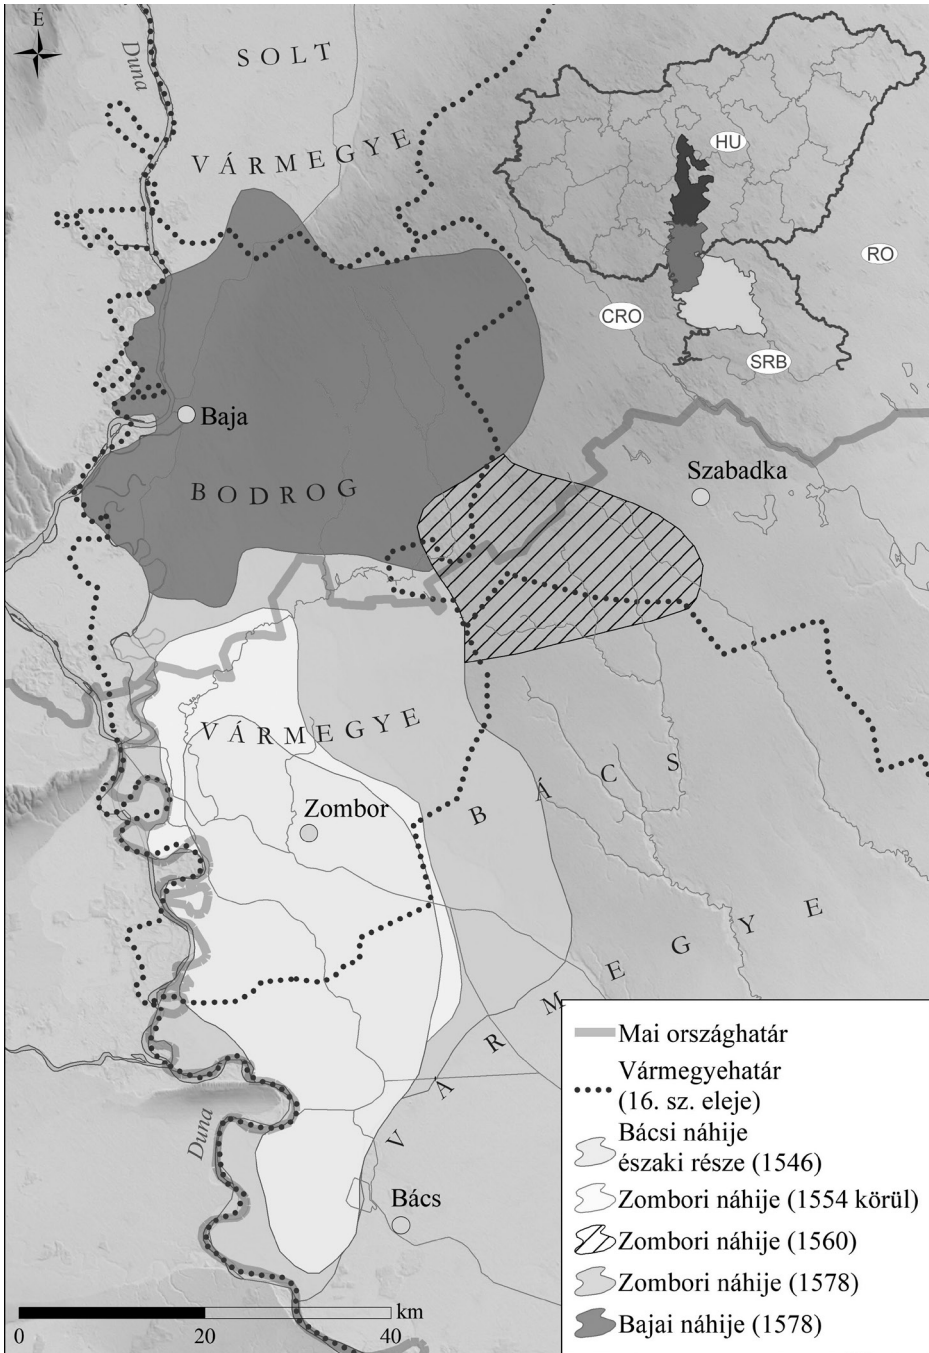 É
Duna
SOLT
VÁRMEGYE
HU
RO
CRO
SRB
Baja
Szabadka
BODROG
VÁRMEGYE
Zombor
BÁCS
VÁRMEGYE
Duna
Bács
Mai országhatár
Vármegyehatár
(16. sz. eleje)
Bácsi náhije
északi része (1546)
Zombori náhije (1554 körül)
Zombori náhije (1560)
Zombori náhije (1578)
Bajai náhije (1578)
km
0 20 40